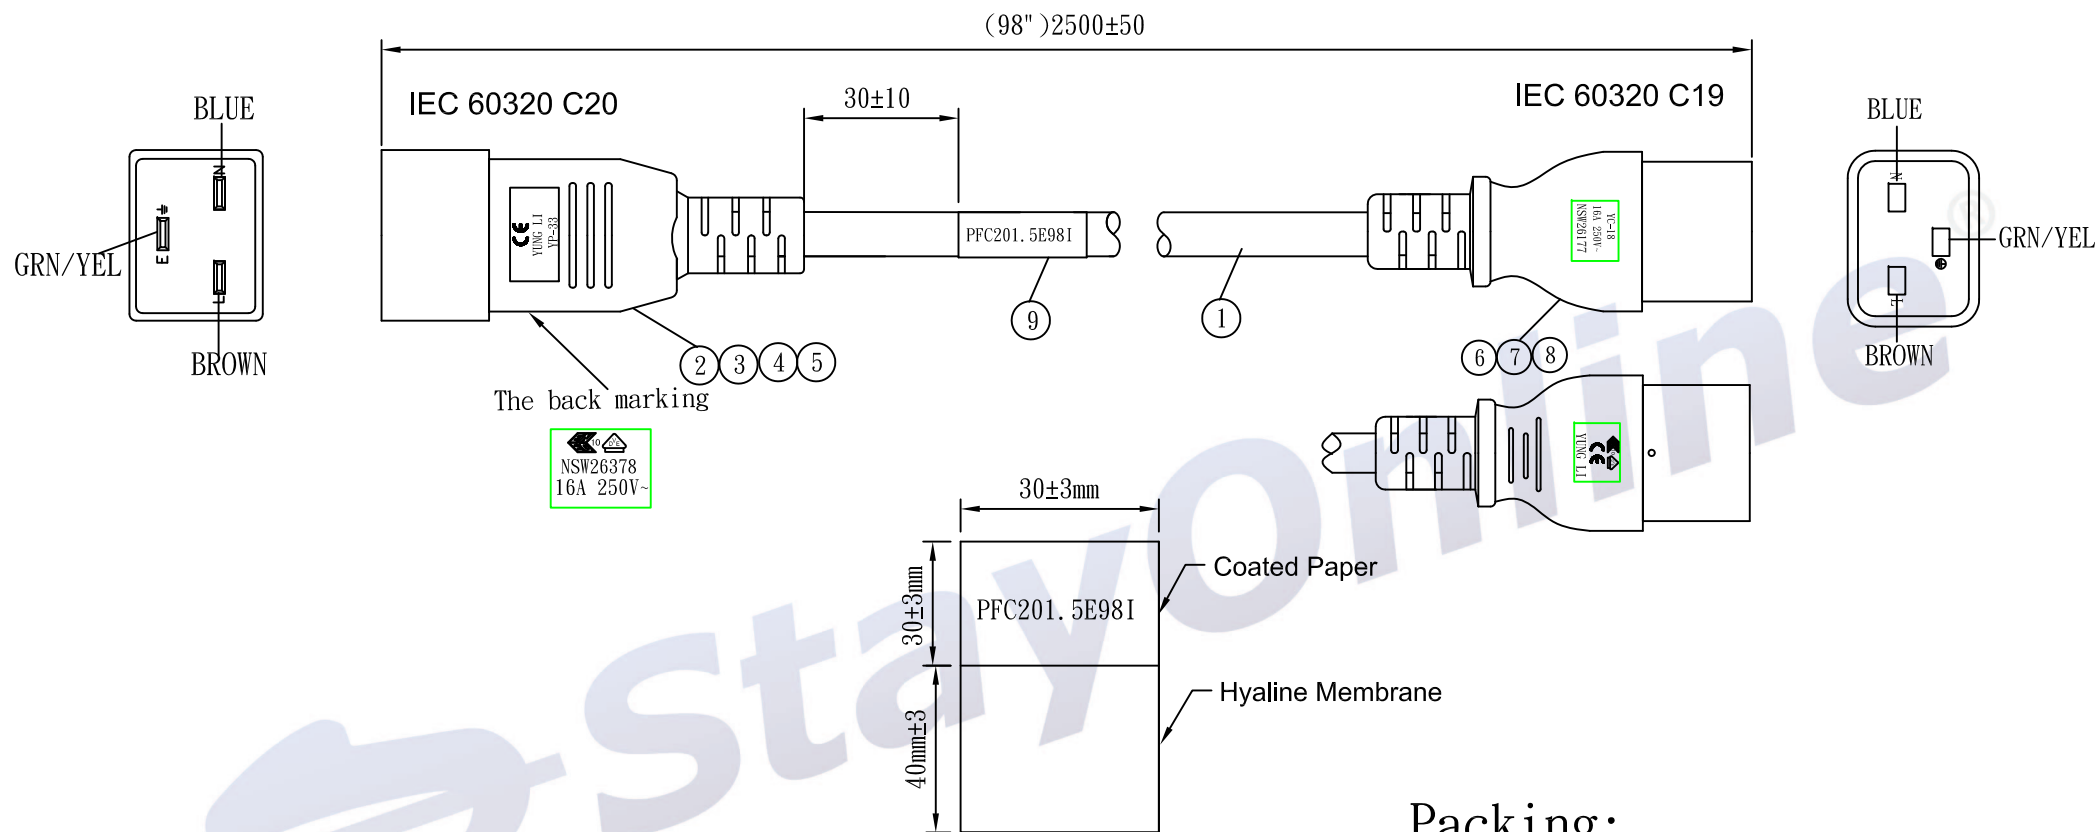 (98")2500±50
IEC 60320 C20
30±10
IEC 60320 C19
BLUE
BLUE
N
E
L
GRN/YEL
BROWN
CE
YUNG LI
YP-33
PFC201.5E98I
YC-18
16A 250V~
NSW26177
N
L
GRN/YEL
BROWN
9
1
2 3 4 5
6 7 8
The back marking
10
NSW26378
16A 250V~
CE
YUNG LI
30±3mm
30±3mm
PFC201.5E98I
Coated Paper
40mm±3
Hyaline Membrane
StayOnline®
Packing: